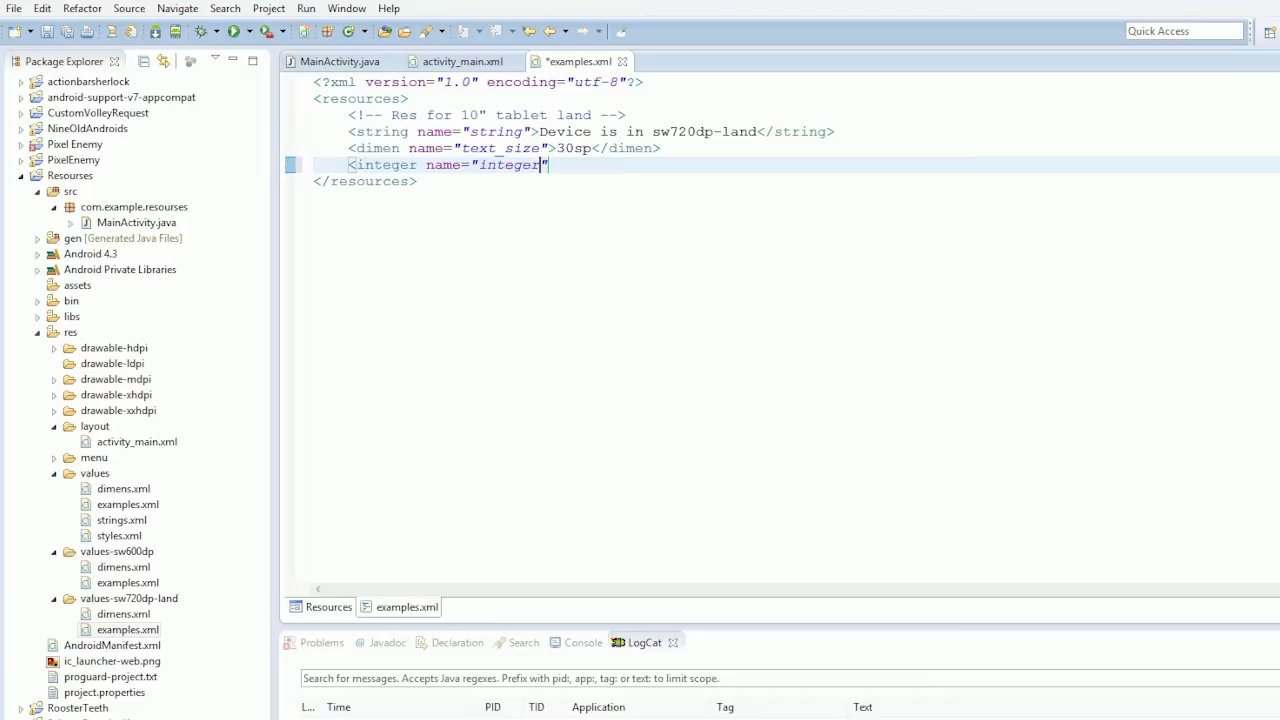 File Edit Refactor Source Navigate Search Project Run Window Help
Quick Access
Package Explorer
MainActivity.java activity_main.xml *examples.xml
actionbarsherlock
android-support-v7-appcompat
CustomVolleyRequest
NineOldAndroids
Pixel Enemy
PixelEnemy
Resourses
src
com.example.resourses
MainActivity.java
gen [Generated Java Files]
Android 4.3
Android Private Libraries
assets
bin
libs
res
drawable-hdpi
drawable-ldpi
drawable-mdpi
drawable-xhdpi
drawable-xxhdpi
layout
activity_main.xml
menu
values
dimens.xml
examples.xml
strings.xml
styles.xml
values-sw600dp
dimens.xml
examples.xml
values-sw720dp-land
dimens.xml
examples.xml
AndroidManifest.xml
ic_launcher-web.png
proguard-project.txt
project.properties
RoosterTeeth
<?xml version="1.0" encoding="utf-8"?>
<resources>
<!-- Res for 10" tablet land -->
<string name="string">Device is in sw720dp-land</string>
<dimen name="text_size">30sp</dimen>
<integer name="integer"
</resources>
Resources examples.xml
Problems Javadoc Declaration Search Console LogCat
Search for messages. Accepts Java regexes. Prefix with pid:, app:, tag: or text: to limit scope.
L... Time PID TID Application Tag Text